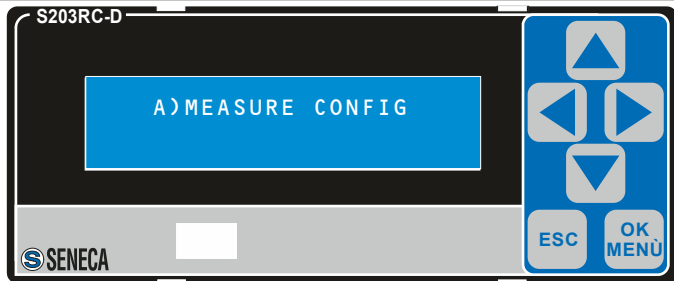 S203RC-D
A)MEASURE CONFIG
ESC
OK
MENÙ
SENECA